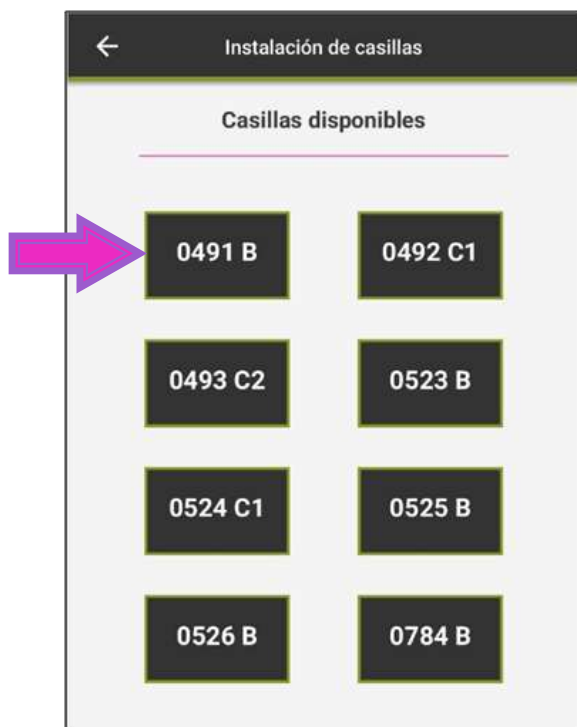 Instalación de casillas
Casillas disponibles
0491 B 0492 C1
0493 C2 0523 B
0524 C1 0525 B
0526 B 0784 B